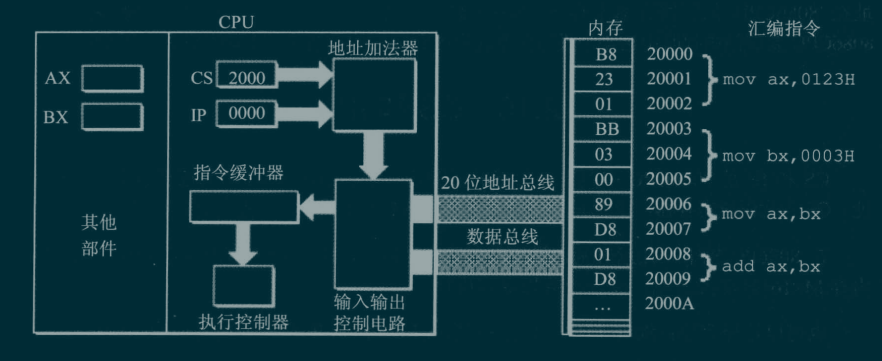 CPU
内存
汇编指令
地址加法器
AX
CS 2000
BX
IP 0000
指令缓冲器
20 位地址总线
其他
部件
数据总线
输入输出
控制电路
执行控制器
B8 20000
23 20001 mov ax,0123H
01 20002
BB 20003
03 20004 mov bx,0003H
00 20005
89 20006 mov ax,bx
D8 20007
01 20008 add ax,bx
D8 20009
… 2000A